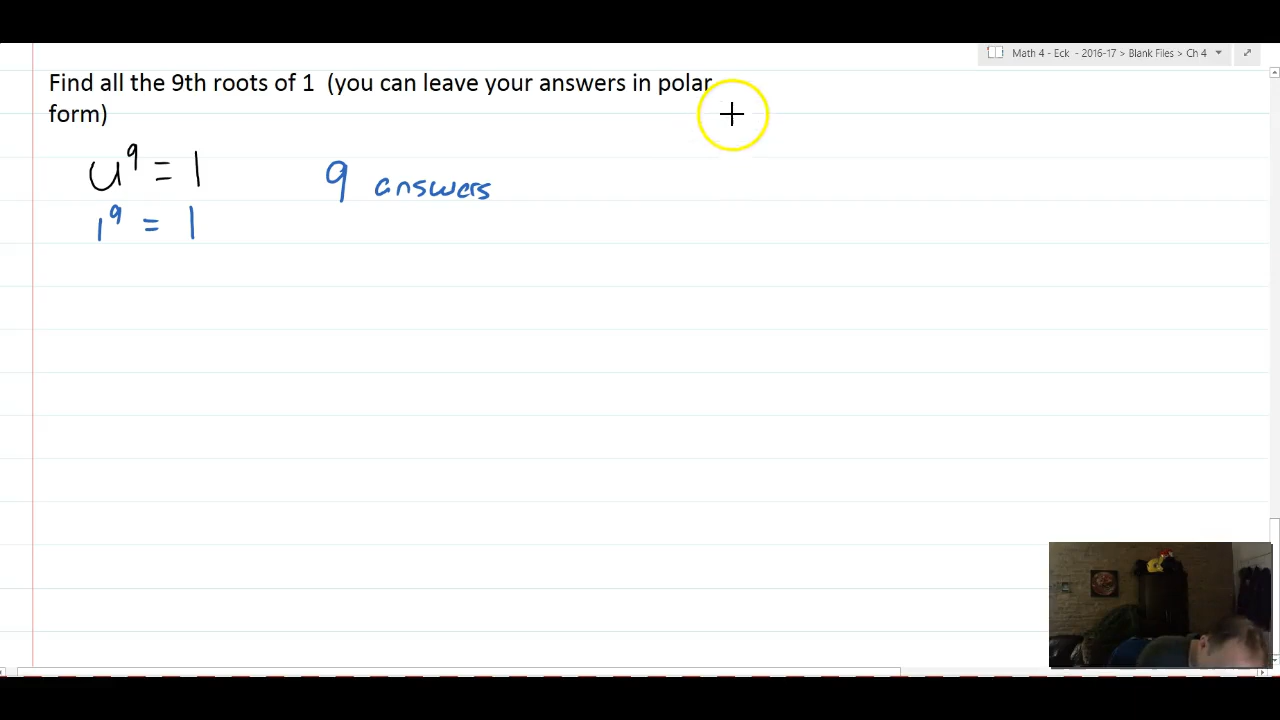 Math 4 - Eck - 2016-17 > Blank Files > Ch 4
Find all the 9th roots of 1 (you can leave your answers in polar
form)
u⁹ = 1
9 answers
1⁹ = 1